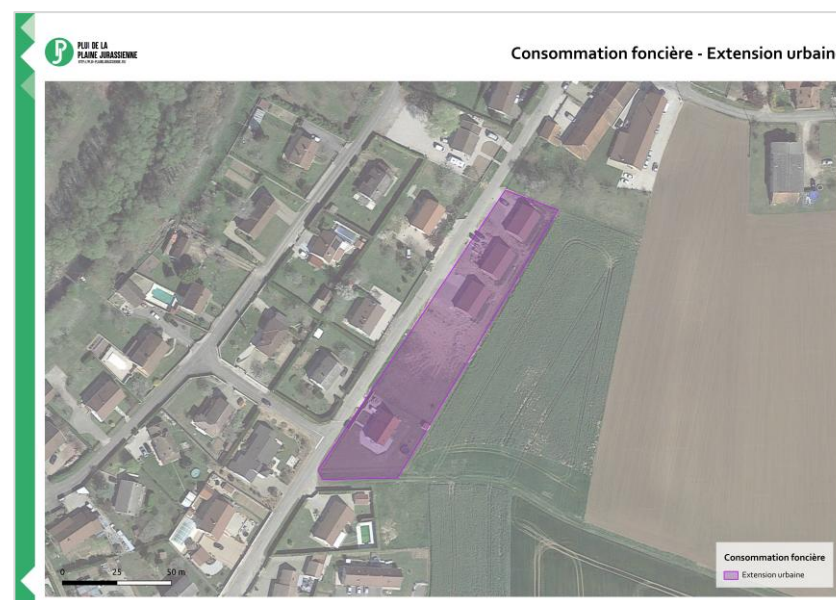 PLUI DE LA
PLAINE JURASSIENNE
Consommation foncière - Extension urbain
0 25 50 m
Consommation foncière
Extension urbaine